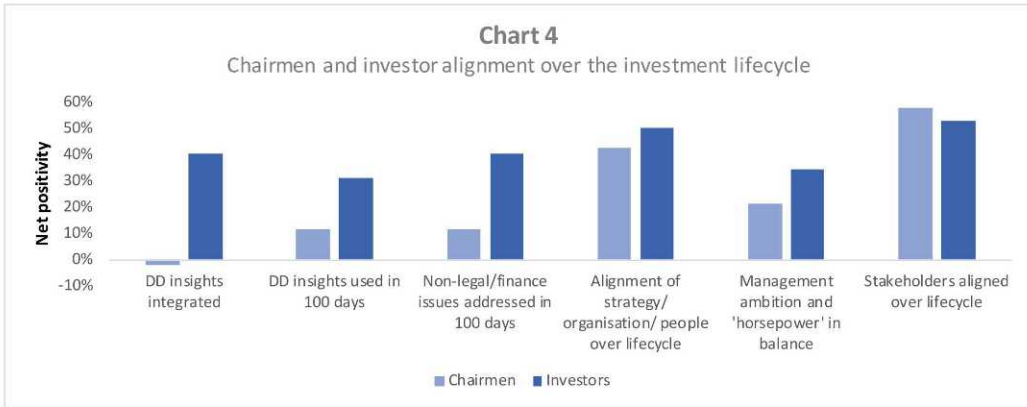 Chart 4
Chairmen and investor alignment over the investment lifecycle
Net positivity
60%
50%
40%
30%
20%
10%
0%
-10%
DD insights
integrated
DD insights used in
100 days
Non-legal/finance
issues addressed in
100 days
Alignment of
strategy/
organisation/ people
over lifecycle
Management
ambition and
'horsepower' in
balance
Stakeholders aligned
over lifecycle
Chairmen
Investors